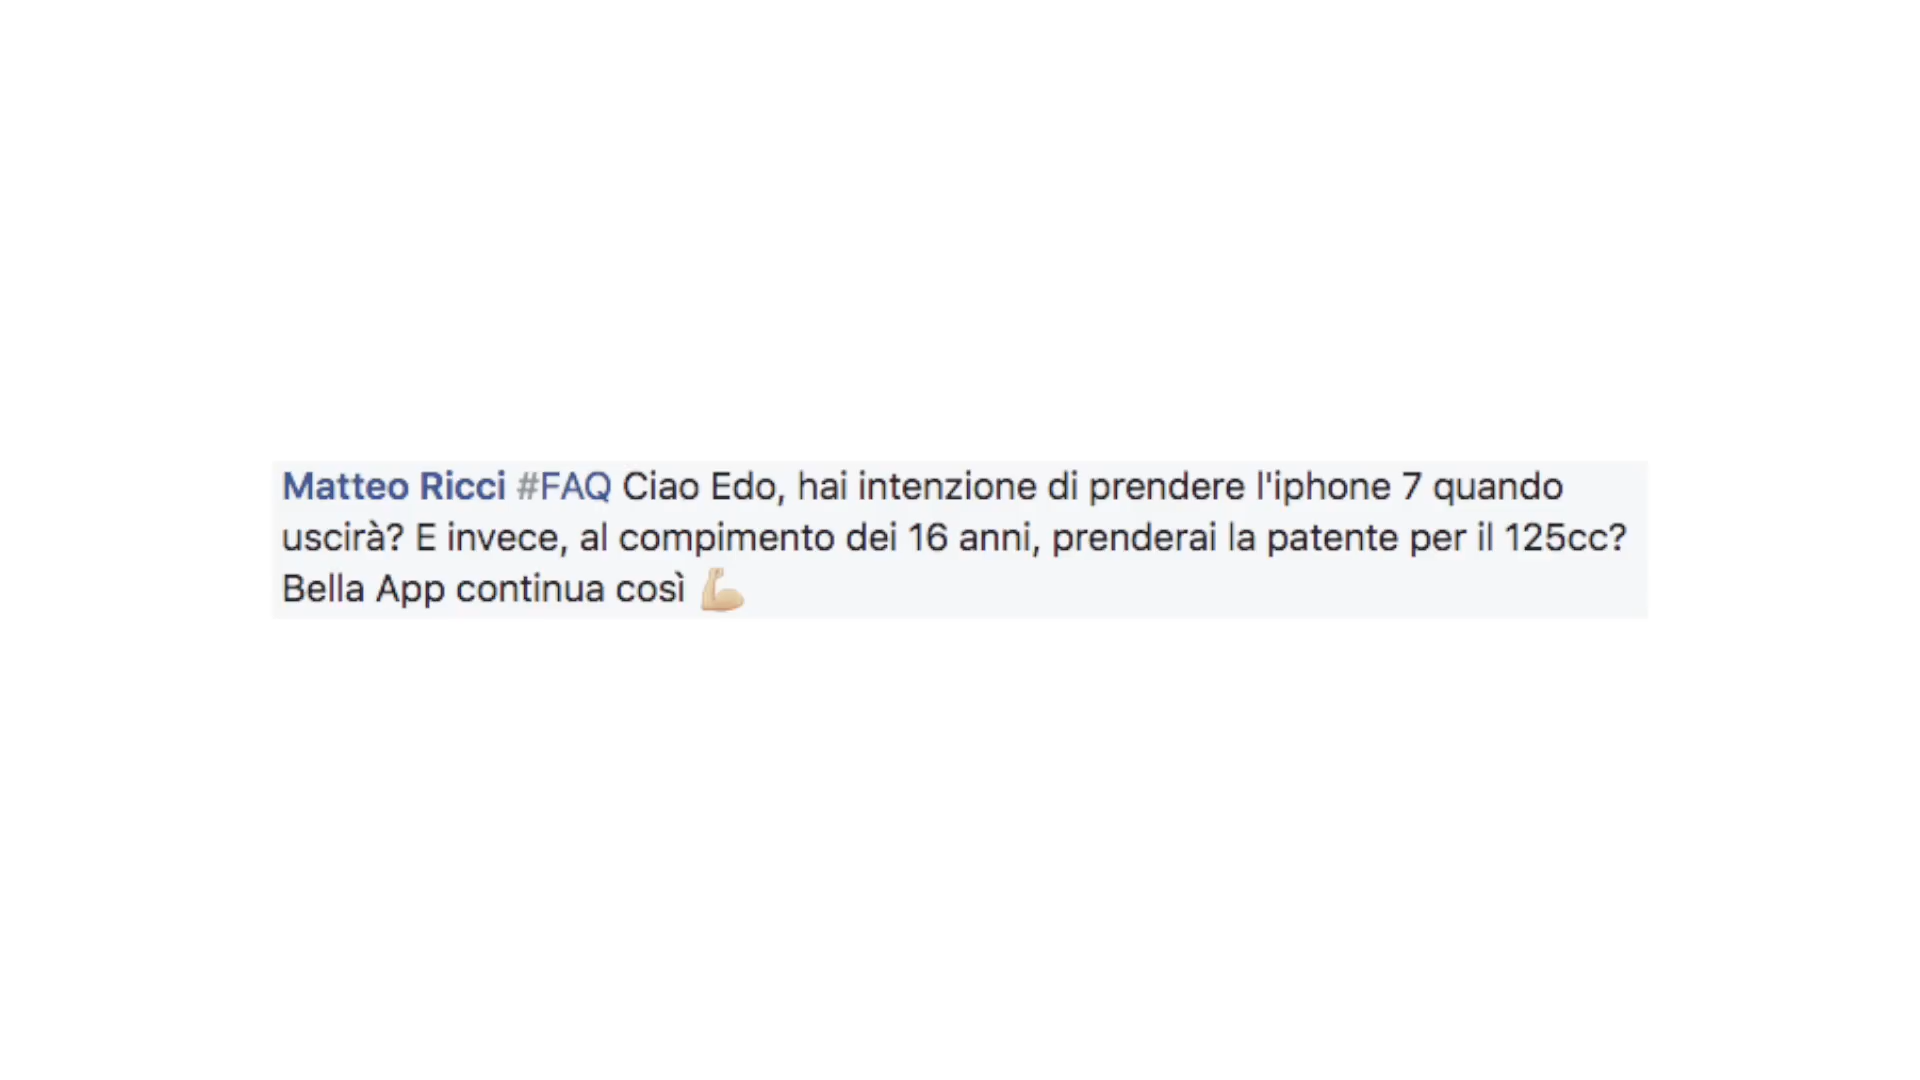 Matteo Ricci #FAQ Ciao Edo, hai intenzione di prendere l'iphone 7 quando
uscirà? E invece, al compimento dei 16 anni, prenderai la patente per il 125cc?
Bella App continua così 💪🏼